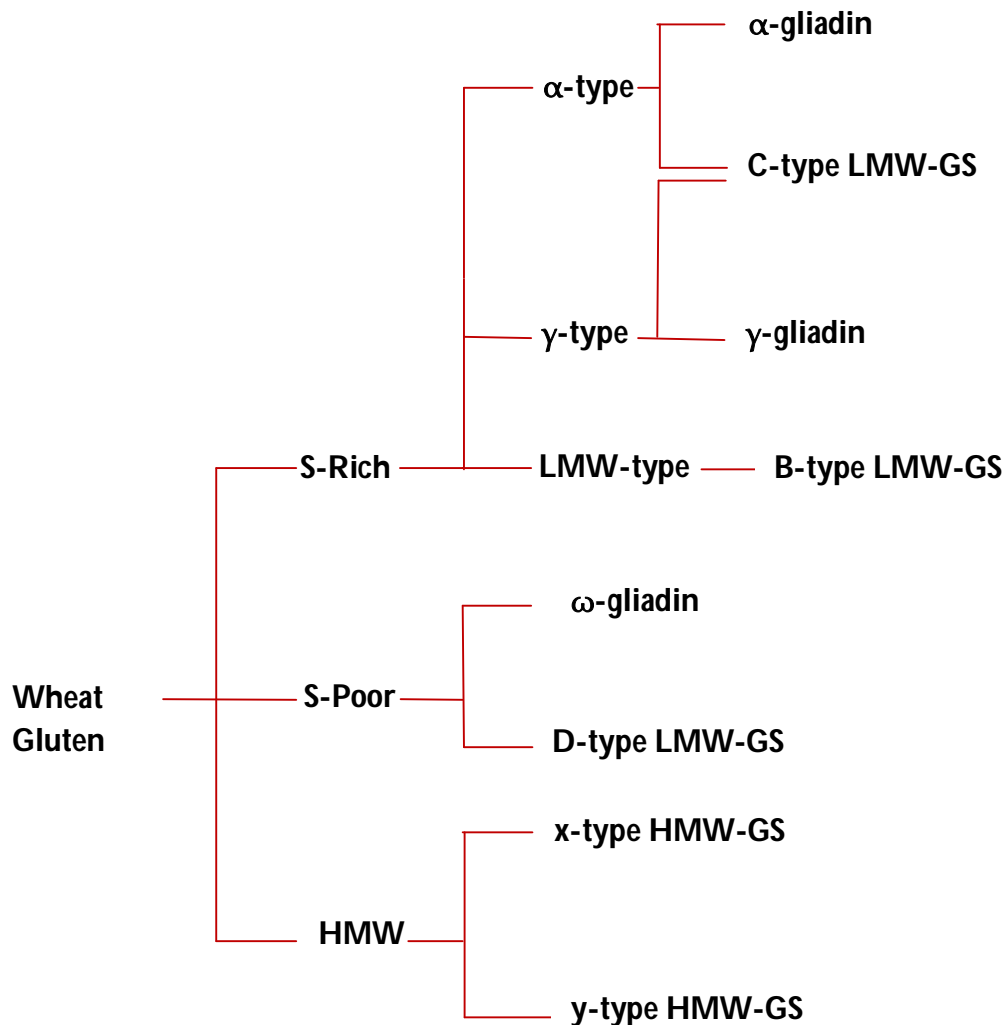 α-gliadin
α-type
C-type LMW-GS
γ-type
γ-gliadin
S-Rich
LMW-type
B-type LMW-GS
ω-gliadin
Wheat
Gluten
S-Poor
D-type LMW-GS
x-type HMW-GS
HMW
y-type HMW-GS